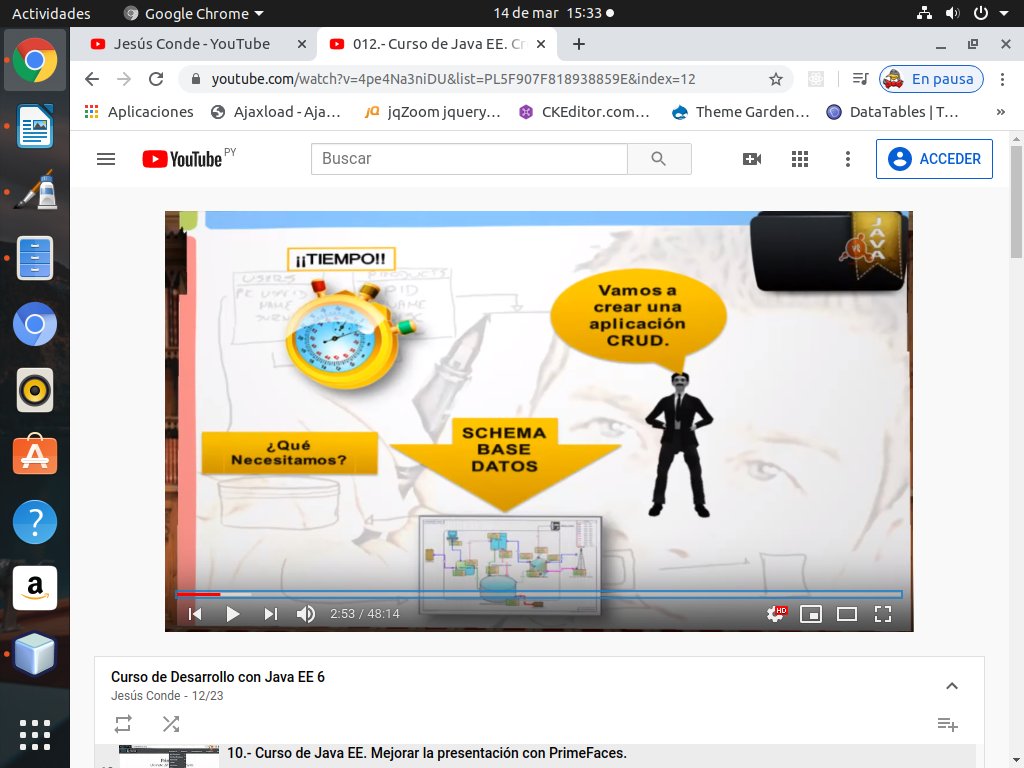 Actividades
Google Chrome
14 de mar 15:33
Jesús Conde - YouTube
012.- Curso de Java EE. Cr
youtube.com/watch?v=4pe4Na3niDU&list=PL5F907F818938859E&index=12
En pausa
Aplicaciones
Ajaxload - Aja…
jqZoom jquery…
CKEditor.com…
Theme Garden…
DataTables | T…
YouTube PY
Buscar
ACCEDER
JAVA
¡¡TIEMPO!!
USERS
PRODUCTS
Vamos a
crear una
aplicación
CRUD.
¿Qué
Necesitamos?
SCHEMA
BASE
DATOS
2:53 / 48:14
HD
Curso de Desarrollo con Java EE 6
Jesús Conde - 12/23
10.- Curso de Java EE. Mejorar la presentación con PrimeFaces.